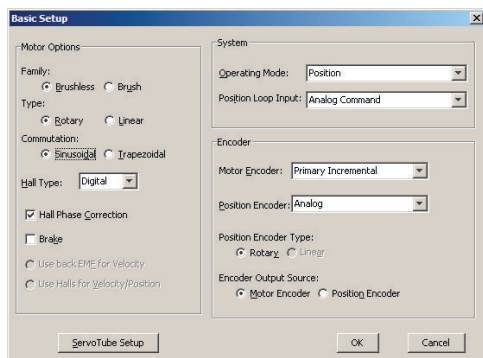 Basic Setup
Motor Options
Family:
Brushless Brush
Type:
Rotary Linear
Commutation:
Sinusoidal Trapezoidal
Hall Type: Digital
Hall Phase Correction
Brake
Use back EMF for Velocity
Use Halls for Velocity/Position
ServoTube Setup
System
Operating Mode: Position
Position Loop Input: Analog Command
Encoder
Motor Encoder: Primary Incremental
Position Encoder: Analog
Position Encoder Type:
Rotary Linear
Encoder Output Source:
Motor Encoder Position Encoder
OK Cancel